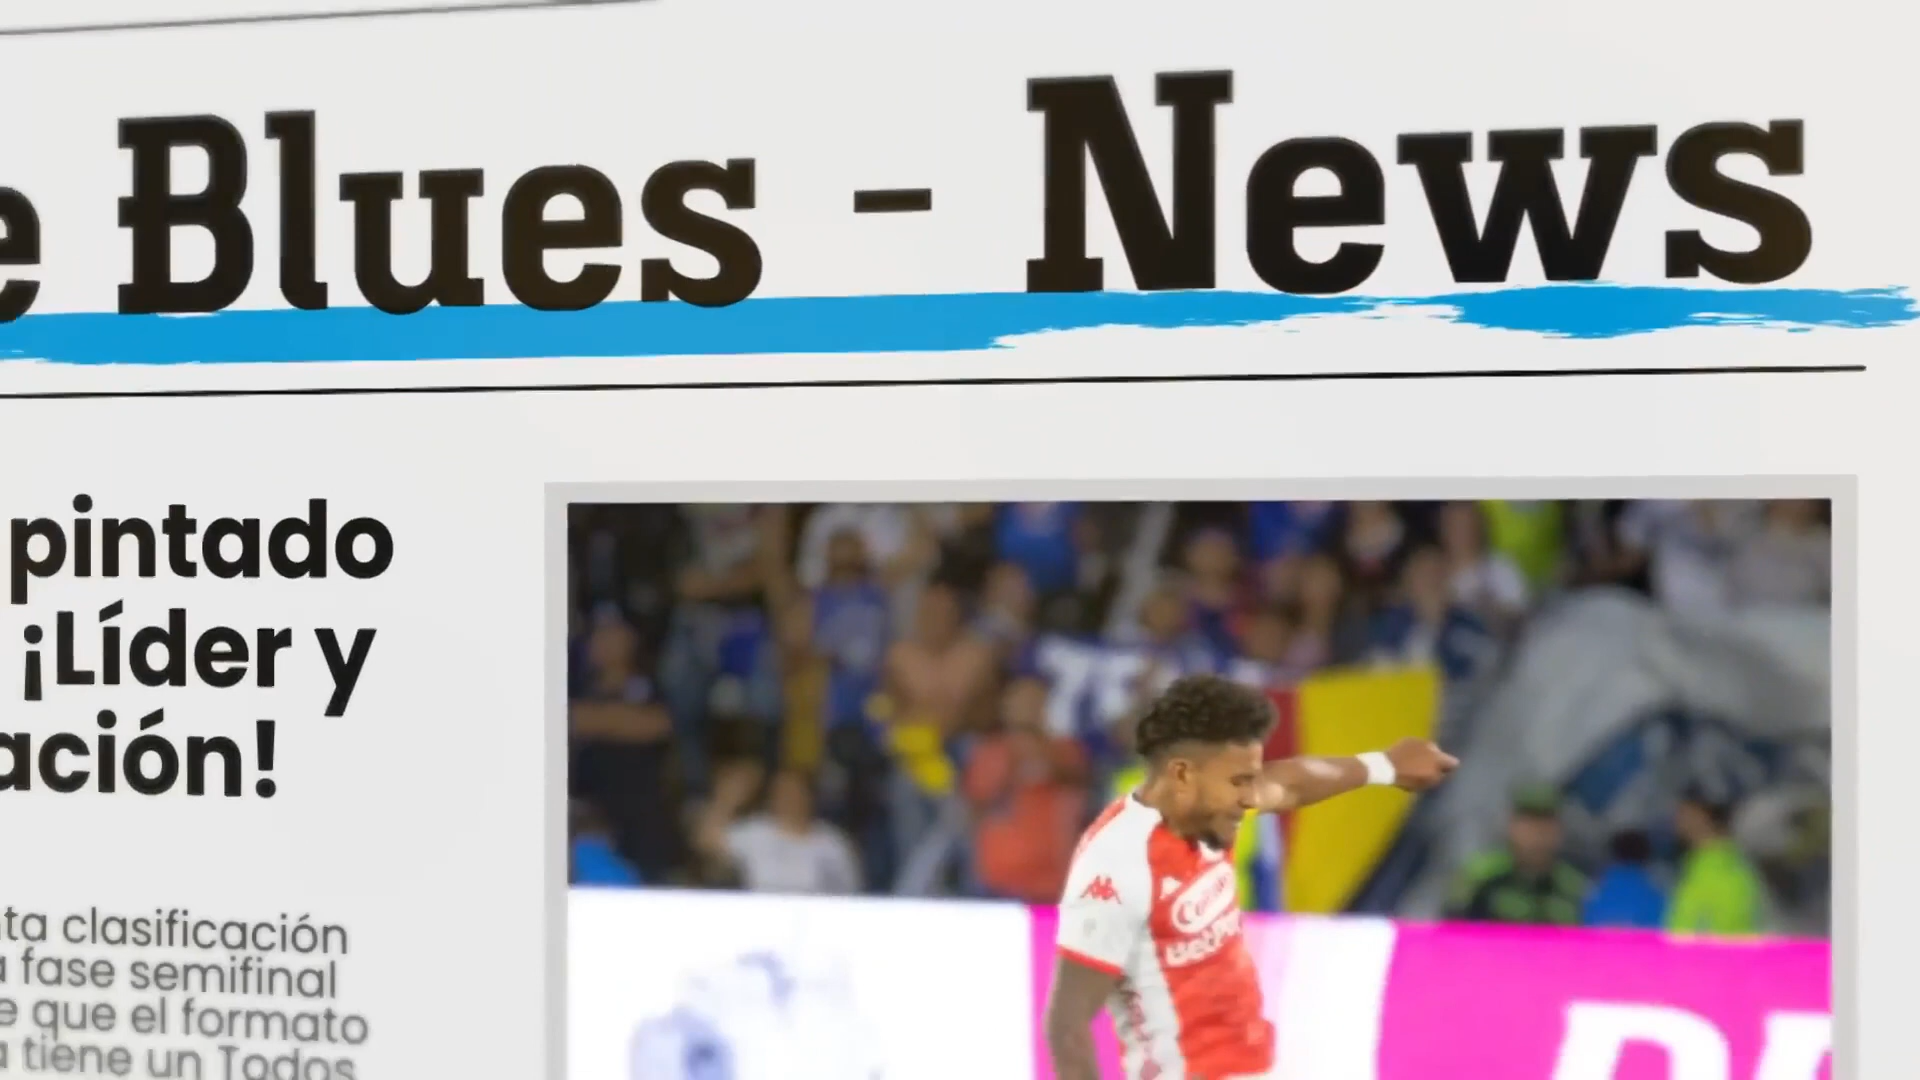 e Blues - News
pintado
¡Líder y
ación!
ta clasificación
a fase semifinal
e que el formato
a tiene un Todos